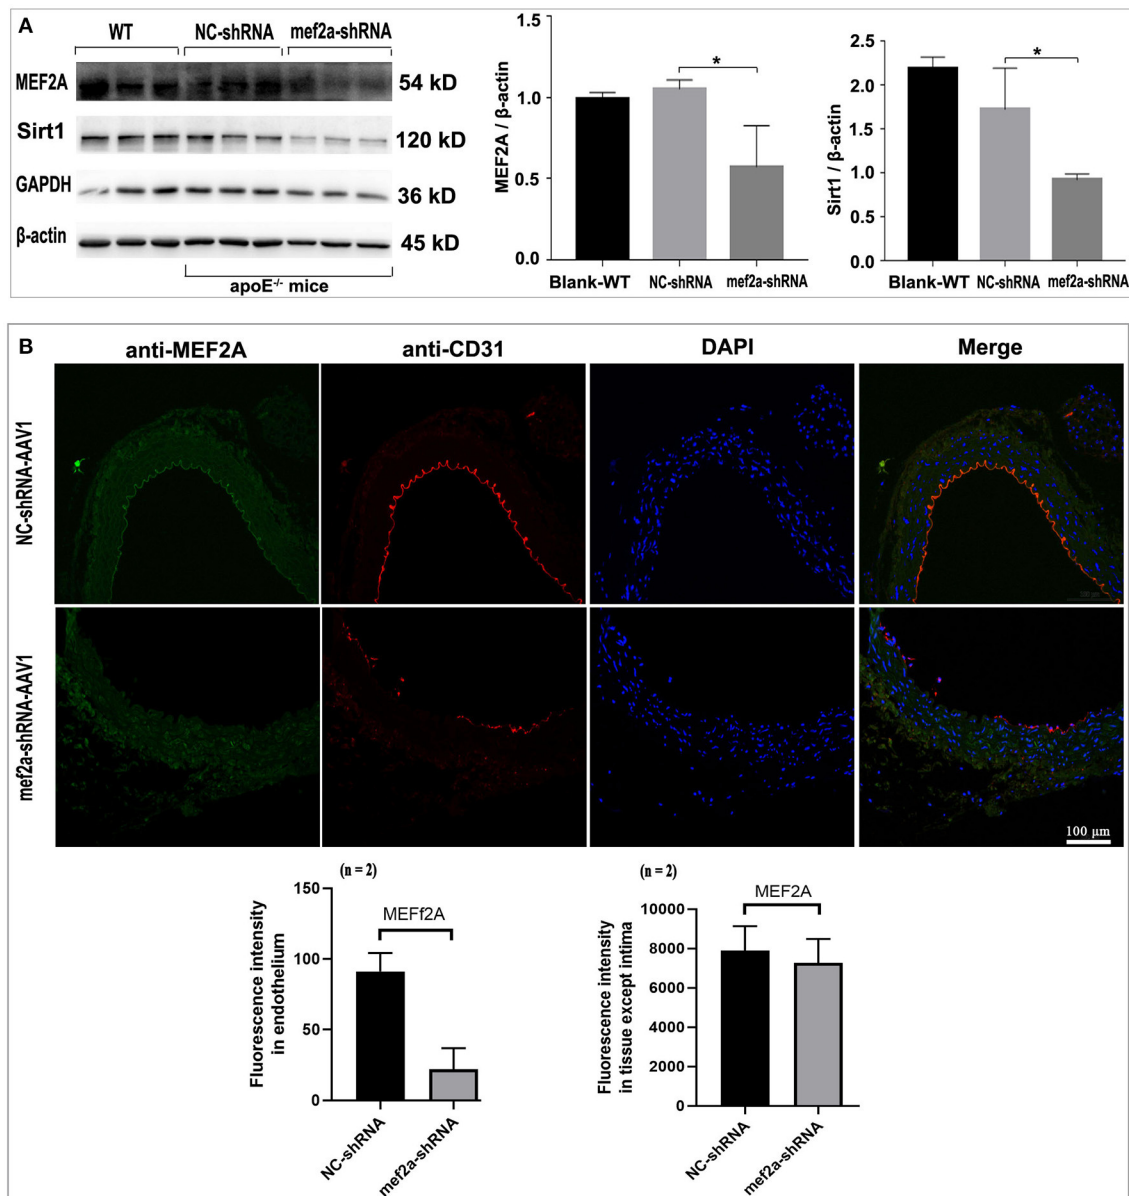 A
WT NC-shRNA mef2a-shRNA
MEF2A 54 kD
Sirt1 120 kD
GAPDH 36 kD
β-actin 45 kD
apoE-/- mice
1.5
1.0
0.5
0.0
MEF2A / β-actin
*
Blank-WT NC-shRNA mef2a-shRNA
2.5
2.0
1.5
1.0
0.5
0.0
Sirt1 / β-actin
*
Blank-WT NC-shRNA mef2a-shRNA
B
anti-MEF2A anti-CD31 DAPI Merge
NC-shRNA-AAV1
mef2a-shRNA-AAV1
100 μm
(n = 2)
150
100
50
0
Fluorescence intensity
in endothelium
MEFf2A
NC-shRNA
mef2a-shRNA
(n = 2)
10000
8000
6000
4000
2000
0
Fluorescence intensity
in tissue except intima
MEF2A
NC-shRNA
mef2a-shRNA